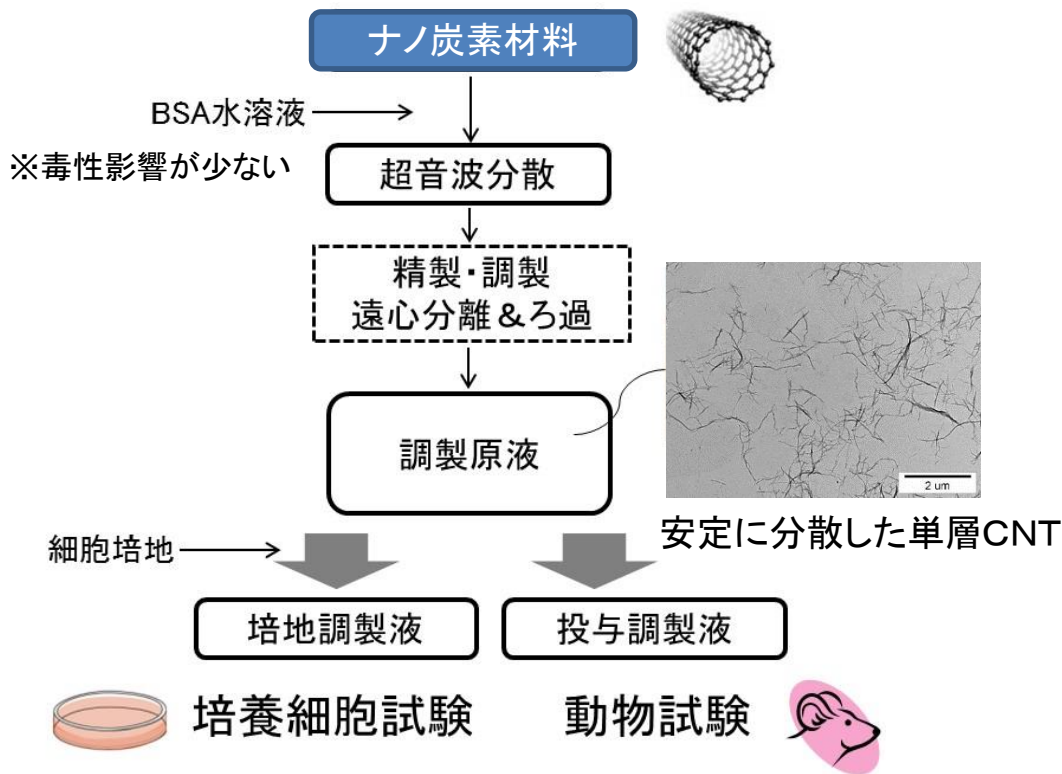 ナノ炭素材料
BSA水溶液
※毒性影響が少ない
超音波分散
精製・調製
遠心分離＆ろ過
調製原液
2 um
安定に分散した単層CNT
細胞培地
培地調製液
投与調製液
培養細胞試験
動物試験